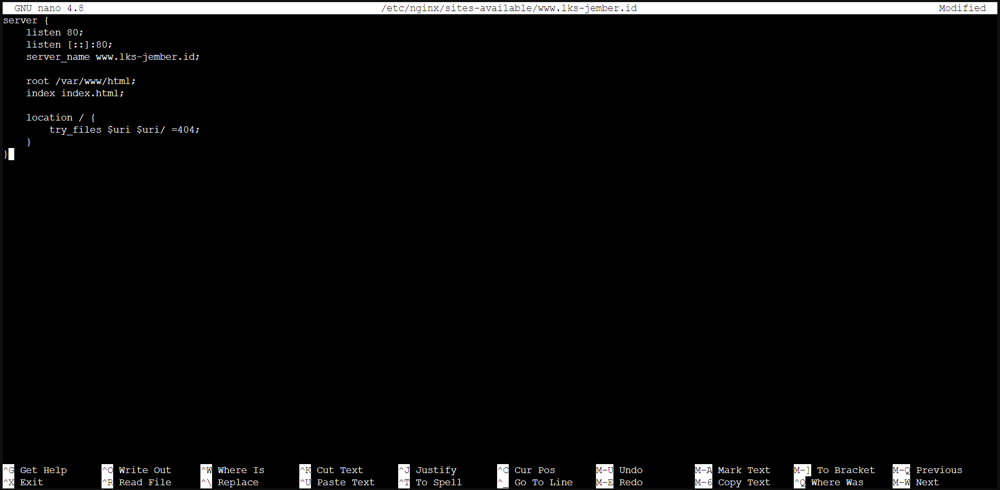 GNU nano 4.8 /etc/nginx/sites-available/www.lks-jember.id Modified
server {
    listen 80;
    listen [::]:80;
    server_name www.lks-jember.id;

    root /var/www/html;
    index index.html;

    location / {
        try_files $uri $uri/ =404;
    }
}
^G Get Help ^O Write Out ^W Where Is ^K Cut Text ^J Justify ^C Cur Pos M-U Undo M-A Mark Text M-] To Bracket M-Q Previous
^X Exit ^R Read File ^\ Replace ^U Paste Text ^T To Spell ^_ Go To Line M-E Redo M-6 Copy Text ^Q Where Was M-W Next